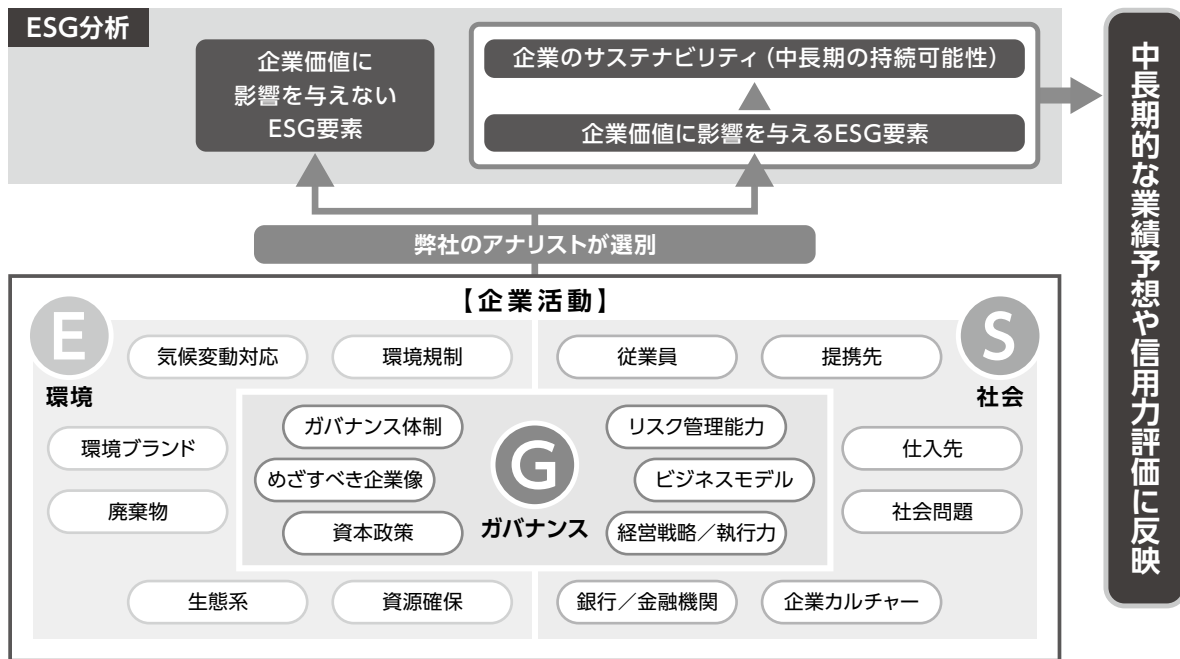 ESG分析
企業価値に
影響を与えない
ESG要素
企業のサステナビリティ（中長期の持続可能性）
企業価値に影響を与えるESG要素
中長期的な業績予想や信用力評価に反映
弊社のアナリストが選別
【企業活動】
E
環境
気候変動対応
環境規制
環境ブランド
廃棄物
生態系
資源確保
S
社会
従業員
提携先
仕入先
社会問題
銀行／金融機関
企業カルチャー
G
ガバナンス
ガバナンス体制
めざすべき企業像
資本政策
リスク管理能力
ビジネスモデル
経営戦略／執行力